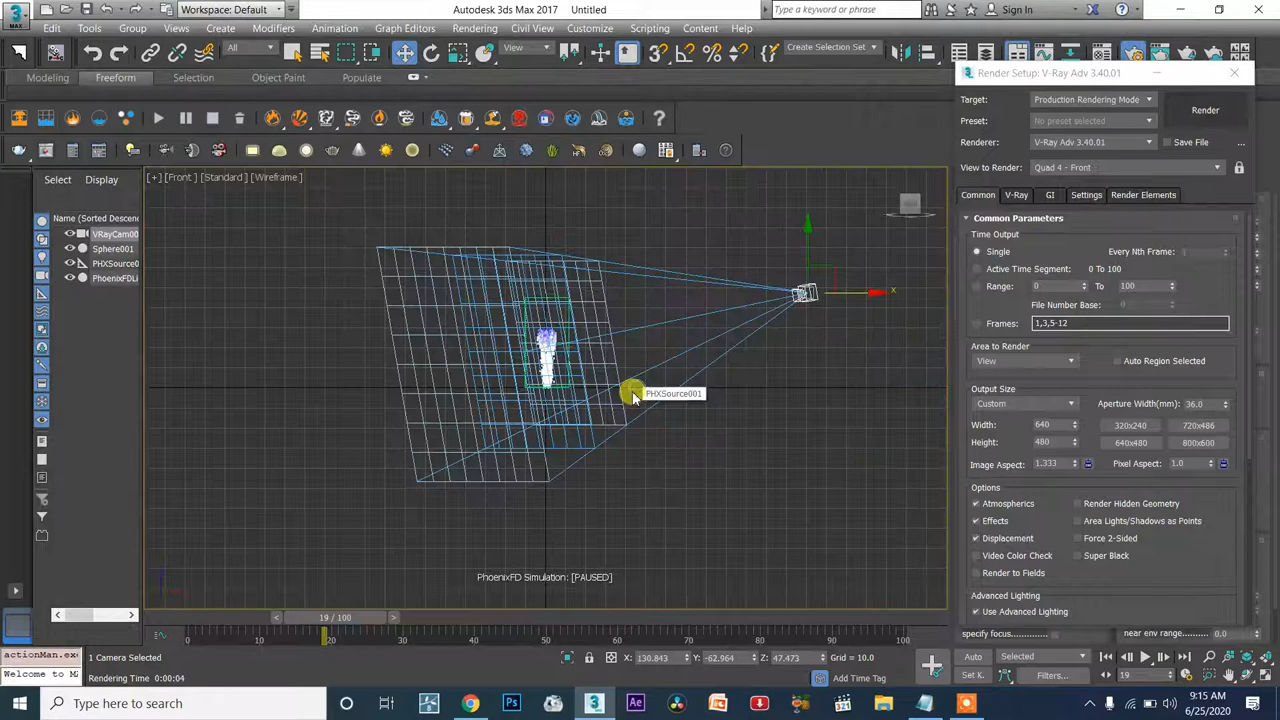 Workspace: Default
Autodesk 3ds Max 2017
Untitled
Type a keyword or phrase
Sign In
MAX
Edit
Tools
Group
Views
Create
Modifiers
Animation
Graph Editors
Rendering
Civil View
Customize
Scripting
Content
Help
All
View
Create Selection Set
Modeling
Freeform
Selection
Object Paint
Populate
Select
Display
[+] [Front ] [Standard ] [Wireframe ]
Name (Sorted Descend
VRayCam00
Sphere001
PHXSource0
PhoenixFDLi
x
PHXSource001
PhoenixFD Simulation: [PAUSED]
Render Setup: V-Ray Adv 3.40.01
Target:
Production Rendering Mode
Preset:
No preset selected
Render
Renderer:
V-Ray Adv 3.40.01
Save File
...
View to Render:
Quad 4 - Front
Common
V-Ray
GI
Settings
Render Elements
Common Parameters
Time Output
Single
Every Nth Frame:
1
Active Time Segment:
0 To 100
Range:
0
To
100
File Number Base:
0
Frames:
1,3,5-12
Area to Render
View
Auto Region Selected
Output Size
Custom
Aperture Width(mm):
36.0
Width:
640
320x240
720x486
Height:
480
640x480
800x600
Image Aspect:
1.333
Pixel Aspect:
1.0
Options
Atmospherics
Render Hidden Geometry
Effects
Area Lights/Shadows as Points
Displacement
Force 2-Sided
Video Color Check
Super Black
Render to Fields
Advanced Lighting
Use Advanced Lighting
specify focus
near env range
0.0
19 / 100
0
10
20
30
40
50
60
70
80
90
100
actionMan.ex
Welcome to M
1 Camera Selected
Rendering Time: 0:00:04
X: 130.843
Y: -62.964
Z: 47.473
Grid = 10.0
Add Time Tag
Auto
Selected
Set K.
Filters...
19
Type here to search
9:15 AM
6/25/2020